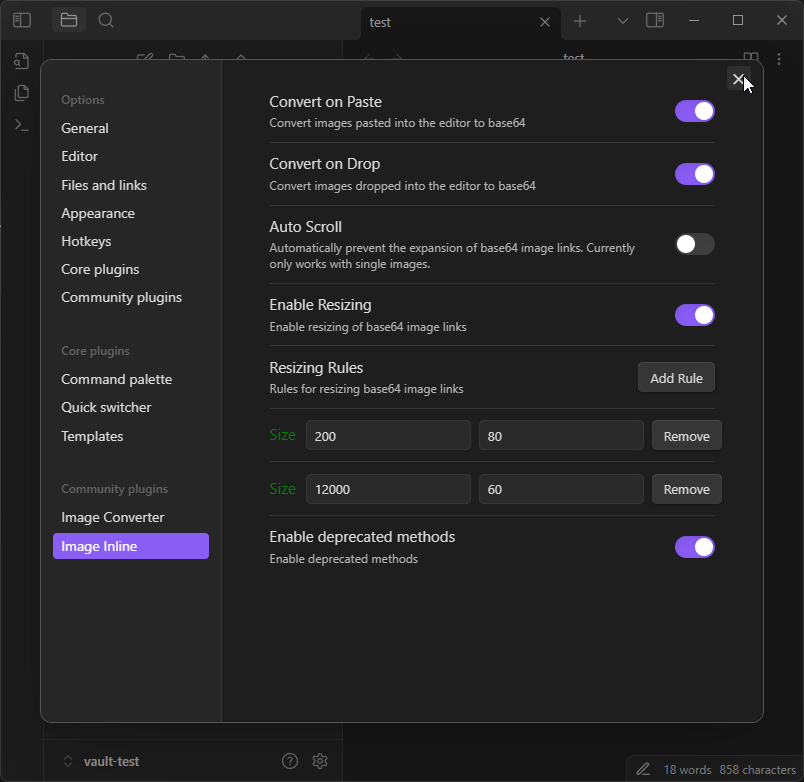 test
test
Options
General
Editor
Files and links
Appearance
Hotkeys
Core plugins
Community plugins
Core plugins
Command palette
Quick switcher
Templates
Community plugins
Image Converter
Image Inline
Convert on Paste
Convert images pasted into the editor to base64
Convert on Drop
Convert images dropped into the editor to base64
Auto Scroll
Automatically prevent the expansion of base64 image links. Currently
only works with single images.
Enable Resizing
Enable resizing of base64 image links
Resizing Rules
Rules for resizing base64 image links
Add Rule
Size 200 80 Remove
Size 12000 60 Remove
Enable deprecated methods
Enable deprecated methods
vault-test
18 words 858 characters